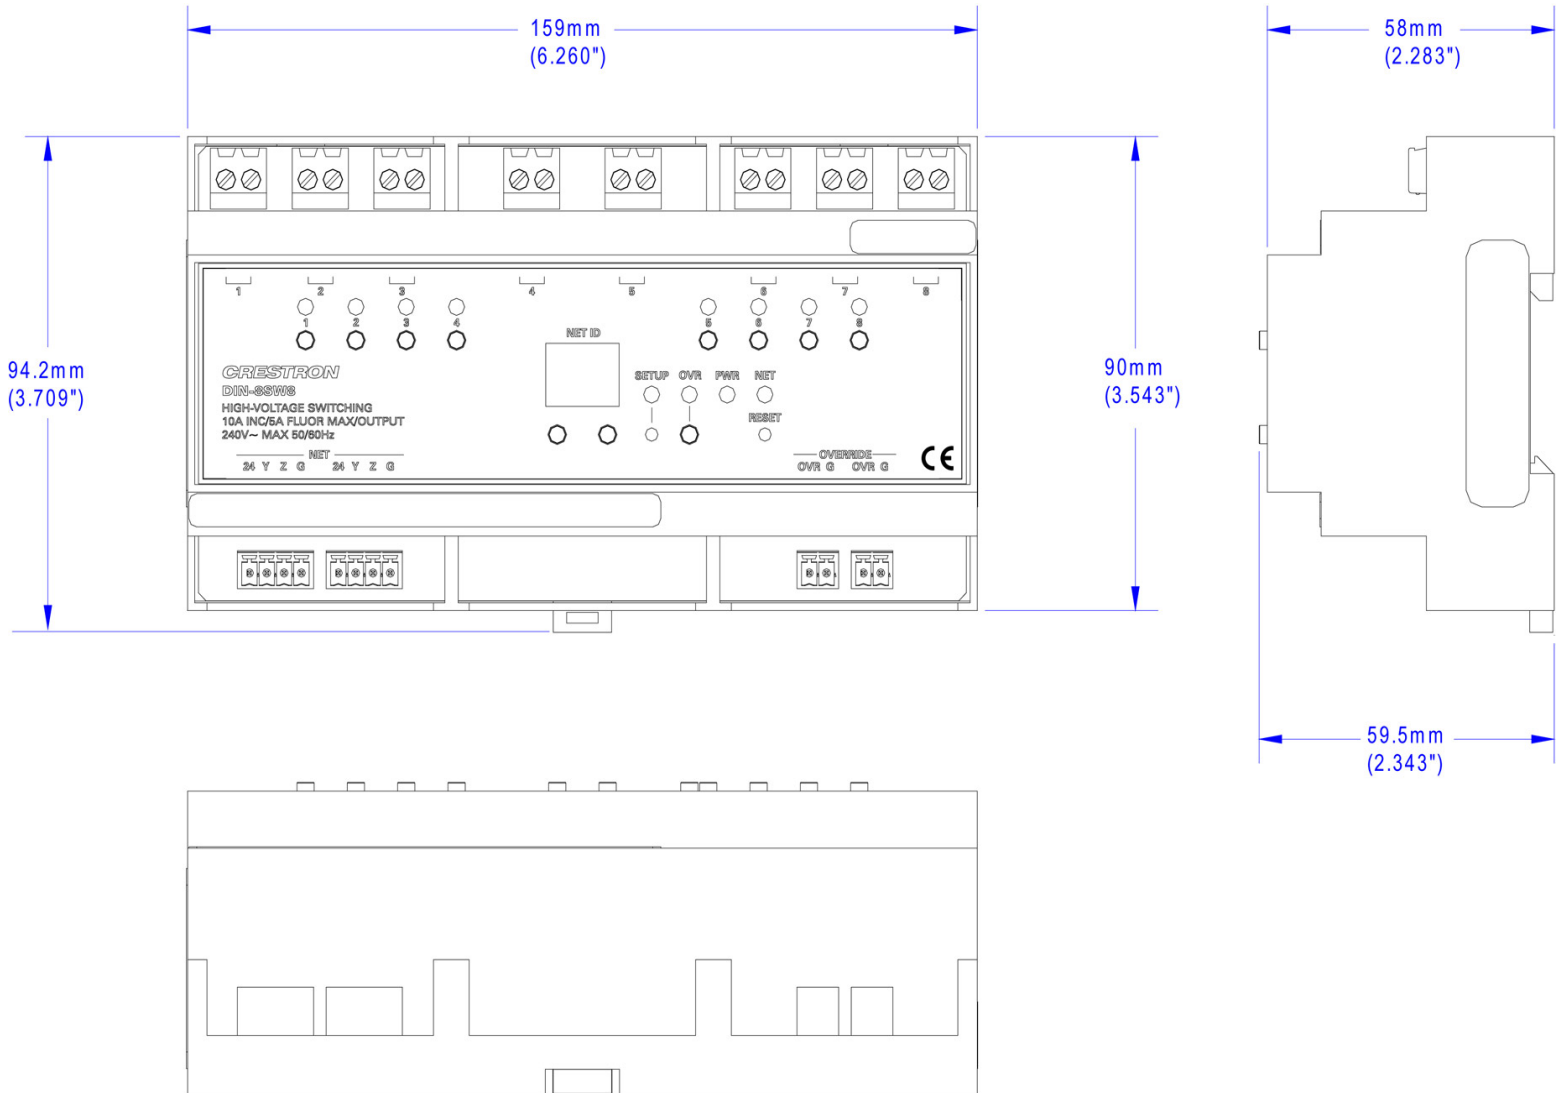 159mm
(6.260")
58mm
(2.283")
94.2mm
(3.709")
90mm
(3.543")
1 2 3 4 5 6 7 8
1 2 3 4 5 6 7 8
NET ID
CRESTRON
DIN-8SW8
HIGH-VOLTAGE SWITCHING
10A INC/5A FLUOR MAX/OUTPUT
240V~ MAX 50/60Hz
SETUP OVR PWR NET
RESET
NET
24 Y Z G 24 Y Z G
OVERRIDE
OVR G OVR G
CE
59.5mm
(2.343")